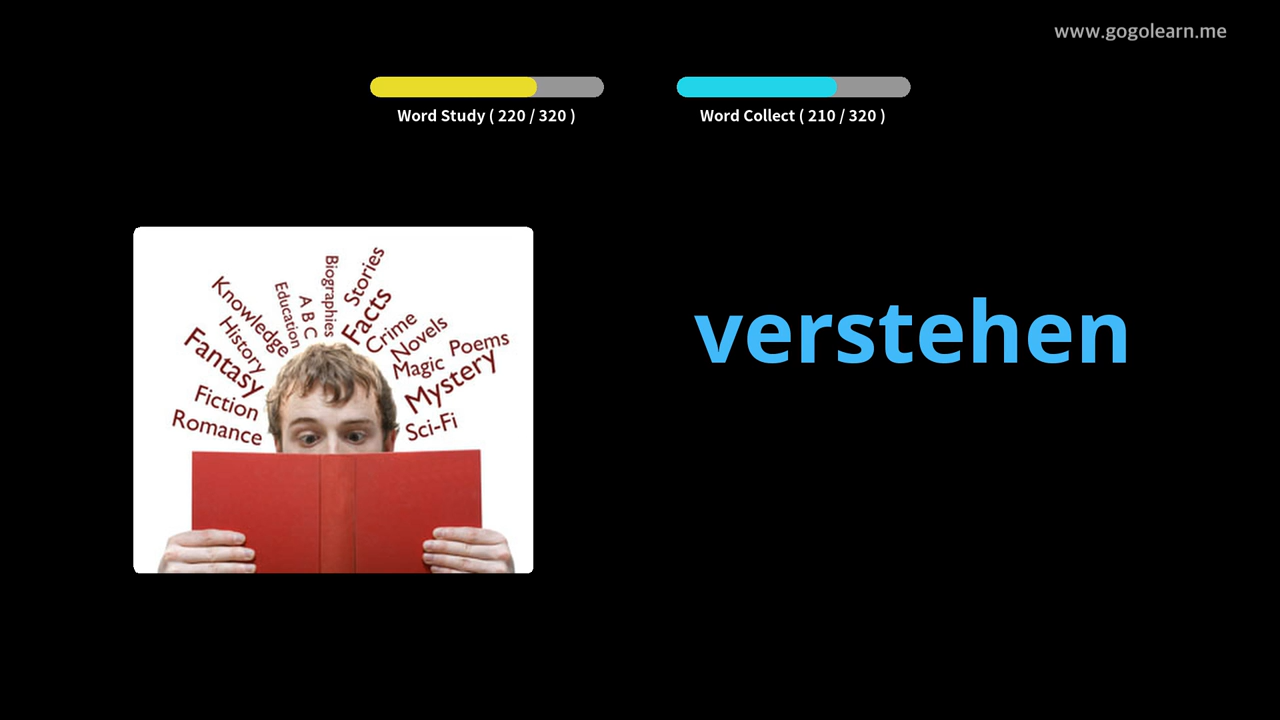 www.gogolearn.me
Word Study ( 220 / 320 )
Word Collect ( 210 / 320 )
Biographies
Stories
Education
A B C
Facts
Knowledge
History
Crime
Novels
Poems
Fantasy
Magic
Mystery
Fiction
Romance
Sci-Fi
verstehen